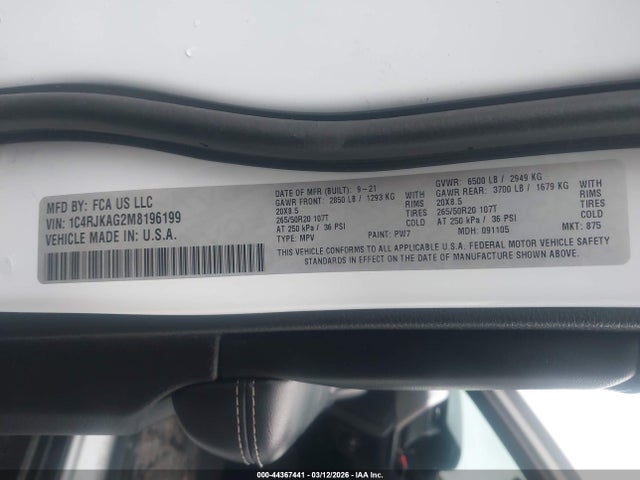 MFD BY: FCA US LLC
VIN: 1C4RJKAG2M8196199
VEHICLE MADE IN: U.S.A.
DATE OF MFR (BUILT): 9-21
GAWR FRONT: 2850 LB / 1293 KG
WITH
20X8.5
RIMS
265/50R20 107T
TIRES
AT 250 kPa / 36 PSI
COLD
TYPE: MPV
PAINT: PW7
GVWR: 6500 LB / 2949 KG
GAWR REAR: 3700 LB / 1679 KG
WITH
20X8.5
RIMS
265/50R20 107T
TIRES
AT 250 kPa / 36 PSI
COLD
MDH: 091105
MKT: 875
THIS VEHICLE CONFORMS TO ALL APPLICABLE U.S.A. FEDERAL MOTOR VEHICLE SAFETY
STANDARDS IN EFFECT ON THE DATE OF MANUFACTURE SHOWN ABOVE.
000-44367441 - 03/12/2026 - IAA Inc.